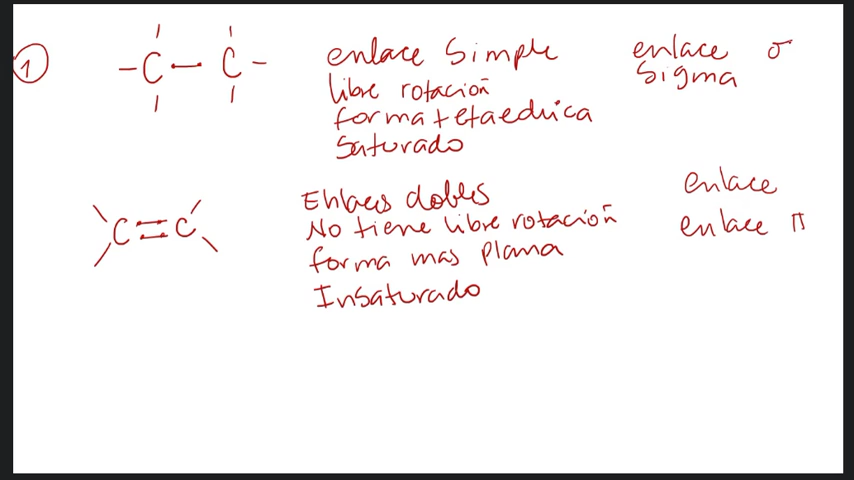 1
C — C enlace Simple enlace σ
Sigma
libre rotación
forma tetaedrica
Saturado
Enlaces dobles enlace
C = C No tiene libre rotación enlace π
forma mas plana
Insaturado